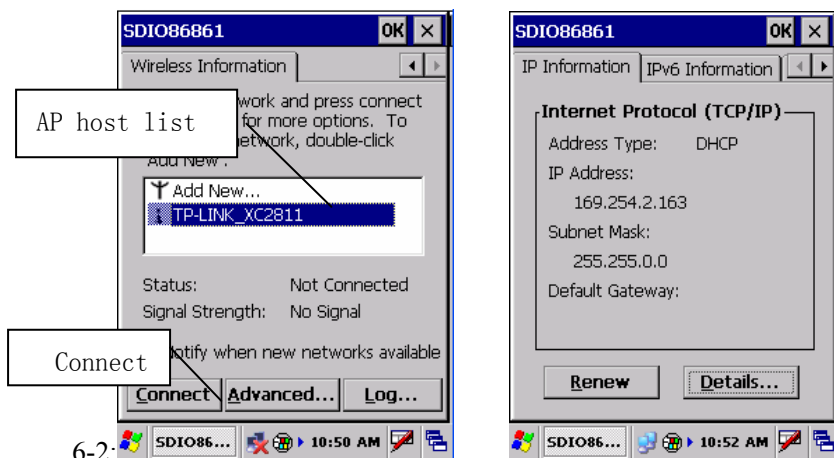 SDIO86861 OK ×
Wireless Information
work and press connect
for more options. To
etwork, double-click
'Add New'.
AP host list
Add New...
TP-LINK_XC2811
Status: Not Connected
Signal Strength: No Signal
Notify when new networks available
Connect
Connect Advanced... Log...
6-2:
SDIO86... 10:50 AM
SDIO86861 OK ×
IP Information IPv6 Information
Internet Protocol (TCP/IP)
Address Type: DHCP
IP Address:
169.254.2.163
Subnet Mask:
255.255.0.0
Default Gateway:
Renew Details...
SDIO86... 10:52 AM